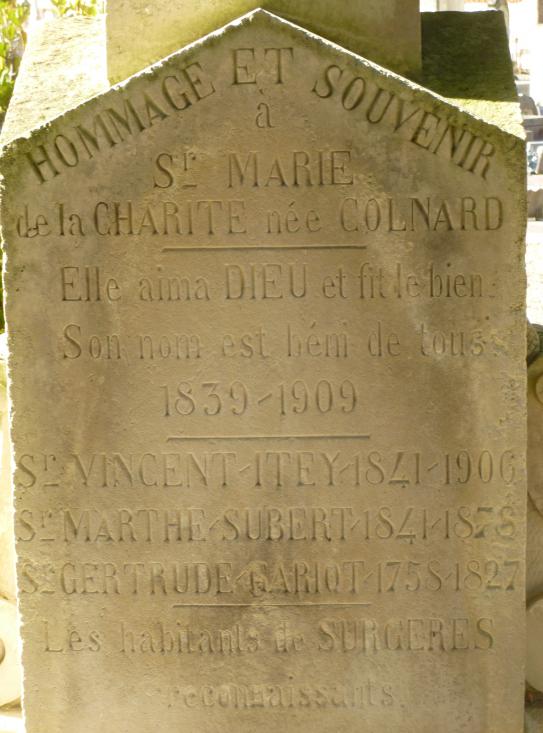 HOMMAGE ET SOUVENIR
à
Sr MARIE
de la CHARITE née COLNARD
Elle aima DIEU et fit le bien.
Son nom est béni de tous.
1839-1909
Sr VINCENT-ITEY-1841-1906
Sr MARTHE-SUBERT-1841-1878
Sr GERTRUDE-GARIOT-1758-1827
Les habitants de SURGERES
reconnaissants.